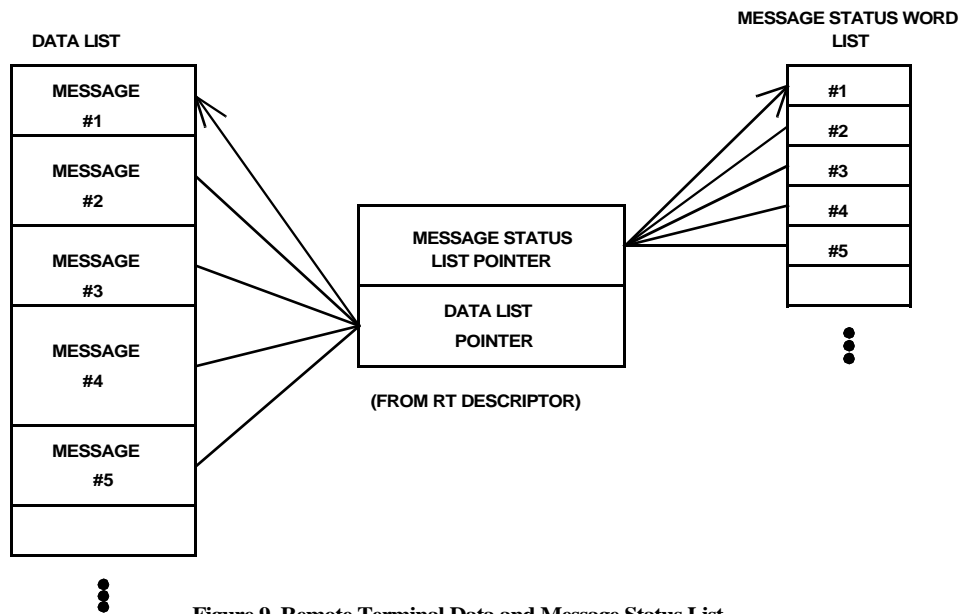 MESSAGE STATUS WORD
LIST
DATA LIST
MESSAGE
#1
MESSAGE
#2
MESSAGE
#3
MESSAGE
#4
MESSAGE
#5
MESSAGE STATUS
LIST POINTER
DATA LIST
POINTER
(FROM RT DESCRIPTOR)
#1
#2
#3
#4
#5
Figure 9. Remote Terminal Data and Message Status List